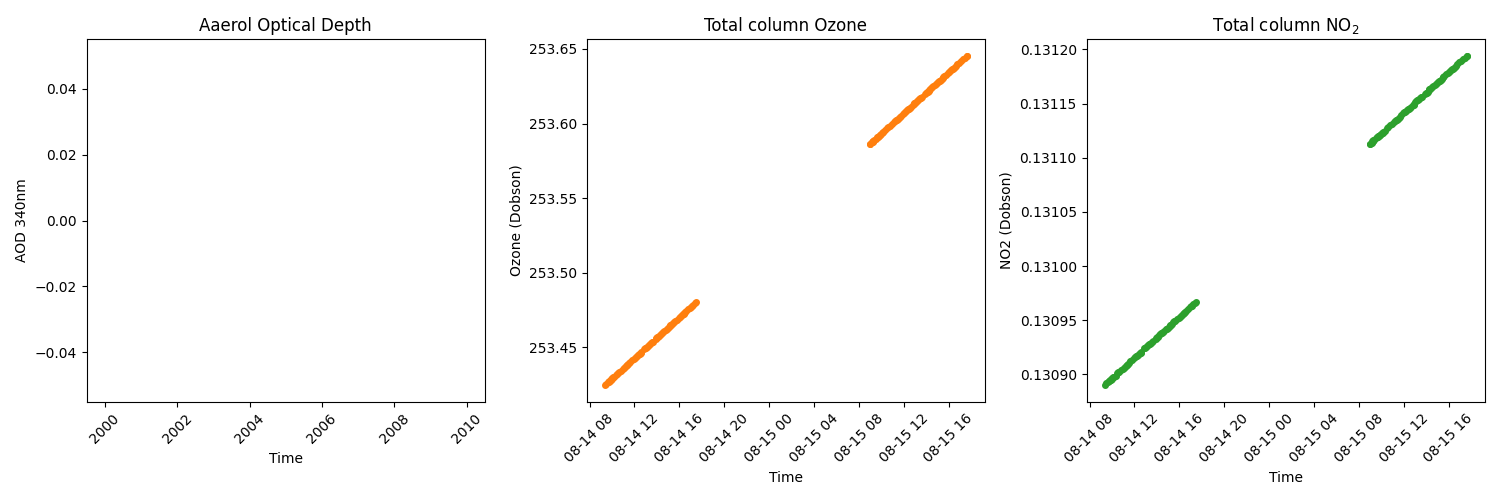 Aaerol Optical Depth
AOD 340nm
0.04
0.02
0.00
−0.02
−0.04
2000 2002 2004 2006 2008 2010
Time
Total column Ozone
Ozone (Dobson)
253.65
253.60
253.55
253.50
253.45
08-14 08 08-14 12 08-14 16 08-14 20 08-15 00 08-15 04 08-15 08 08-15 12 08-15 16
Time
Total column NO₂
NO2 (Dobson)
0.13120
0.13115
0.13110
0.13105
0.13100
0.13095
0.13090
08-14 08 08-14 12 08-14 16 08-14 20 08-15 00 08-15 04 08-15 08 08-15 12 08-15 16
Time